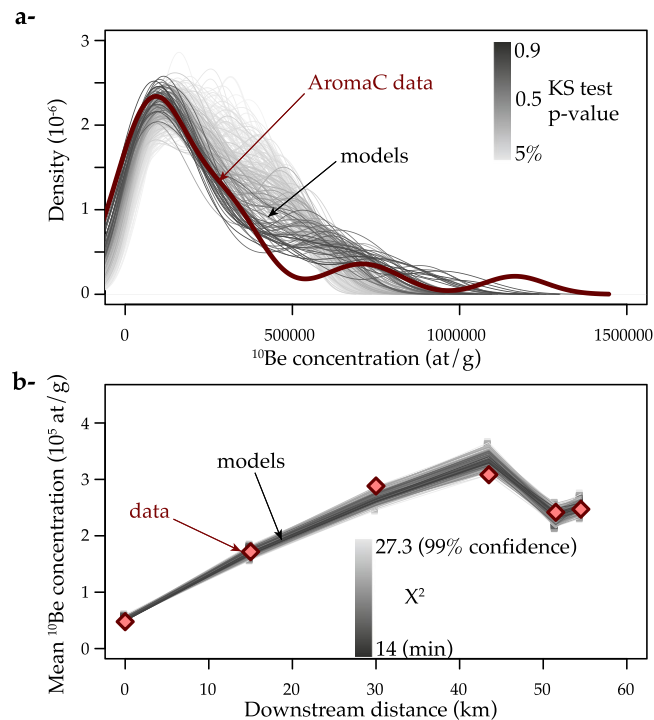 a-
Density (10⁻⁶)
3
2
1
0
AromaC data
models
0.9
0.5
5%
KS test
p-value
0
500000
1000000
1500000
¹⁰Be concentration (at/g)
b-
Mean ¹⁰Be concentration (10⁵ at/g)
4
3
2
1
0
models
data
27.3 (99% confidence)
X²
14 (min)
0
10
20
30
40
50
60
Downstream distance (km)